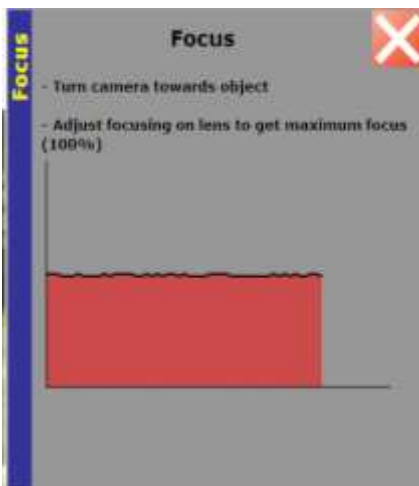 Focus
Focus
- Turn camera towards object
- Adjust focusing on lens to get maximum focus
(100%)